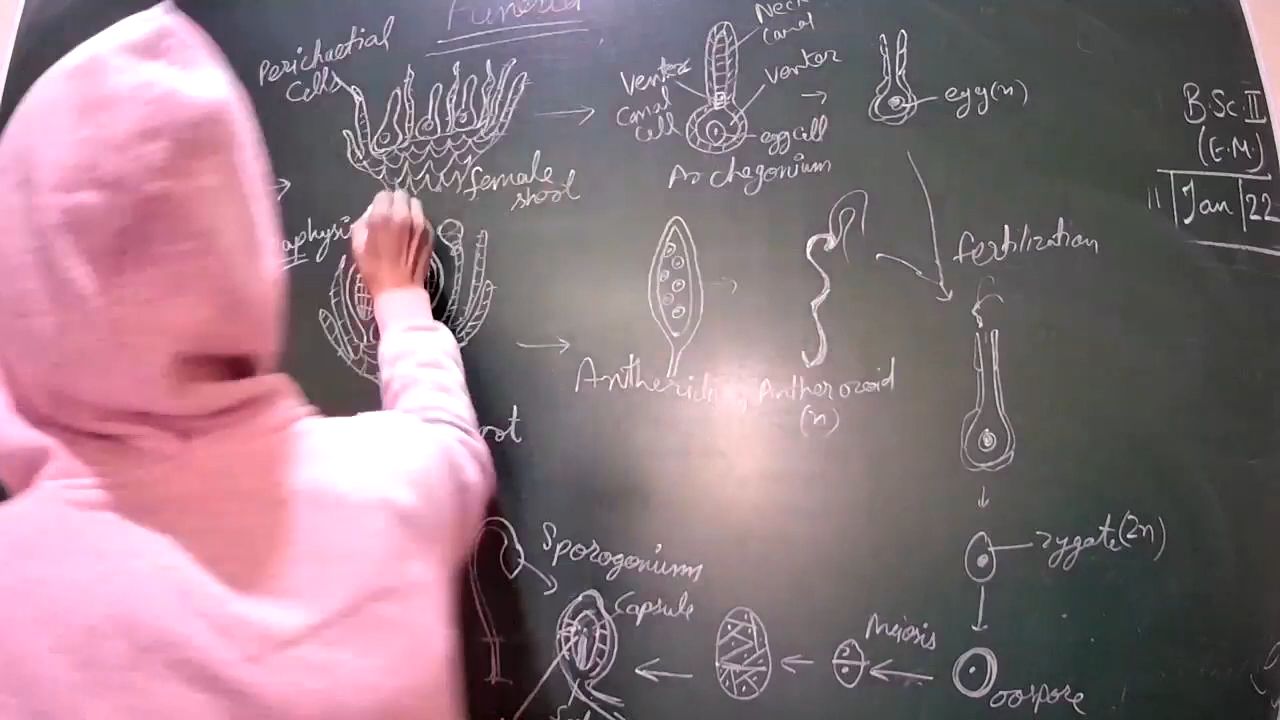 Funaria
Perichaetial
Cells
female
shoot
Neck
Canal
Venter
Canal
Cell
Venter
egg cell
Archegonium
egg(n)
B.Sc.II
(E.M.)
11 Jan 22
fertilization
Antherozoid
(n)
zygote(2n)
oospore
Meiosis
Sporogonium
Capsule